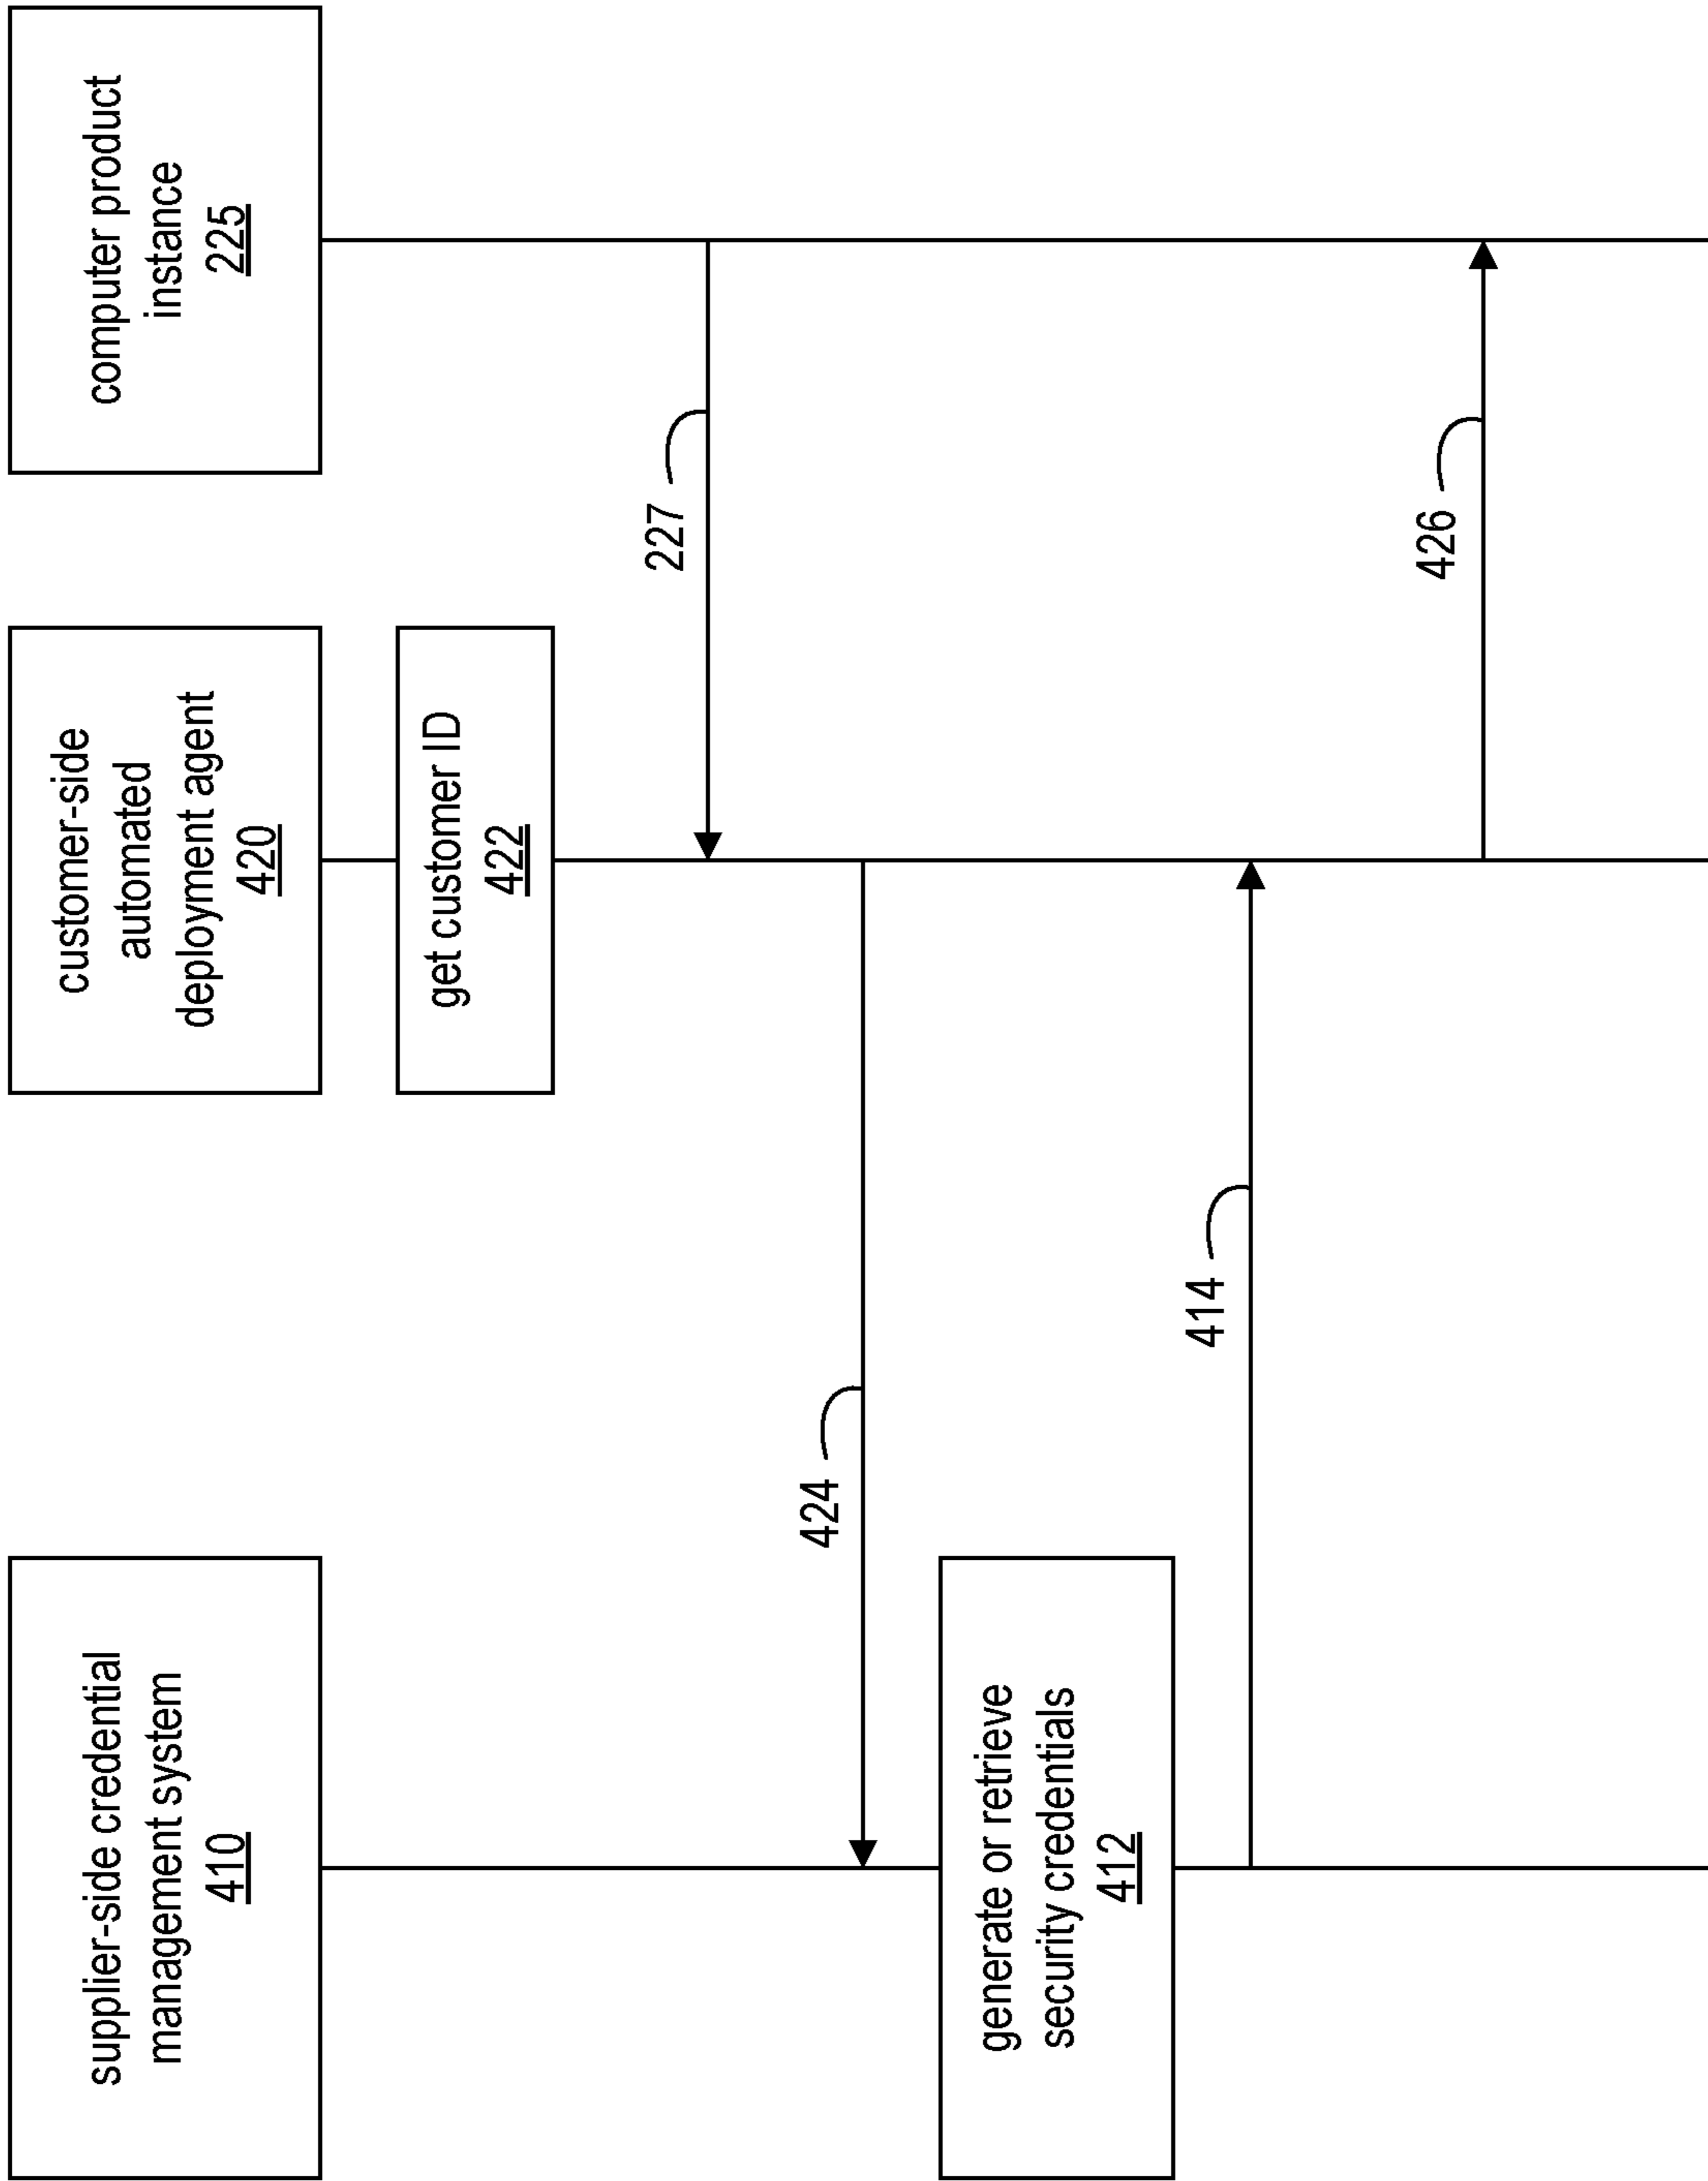 supplier-side credential
management system
410
customer-side
automated
deployment agent
420
computer product
instance
225
get customer ID
422
227
424
generate or retrieve
security credentials
412
414
426